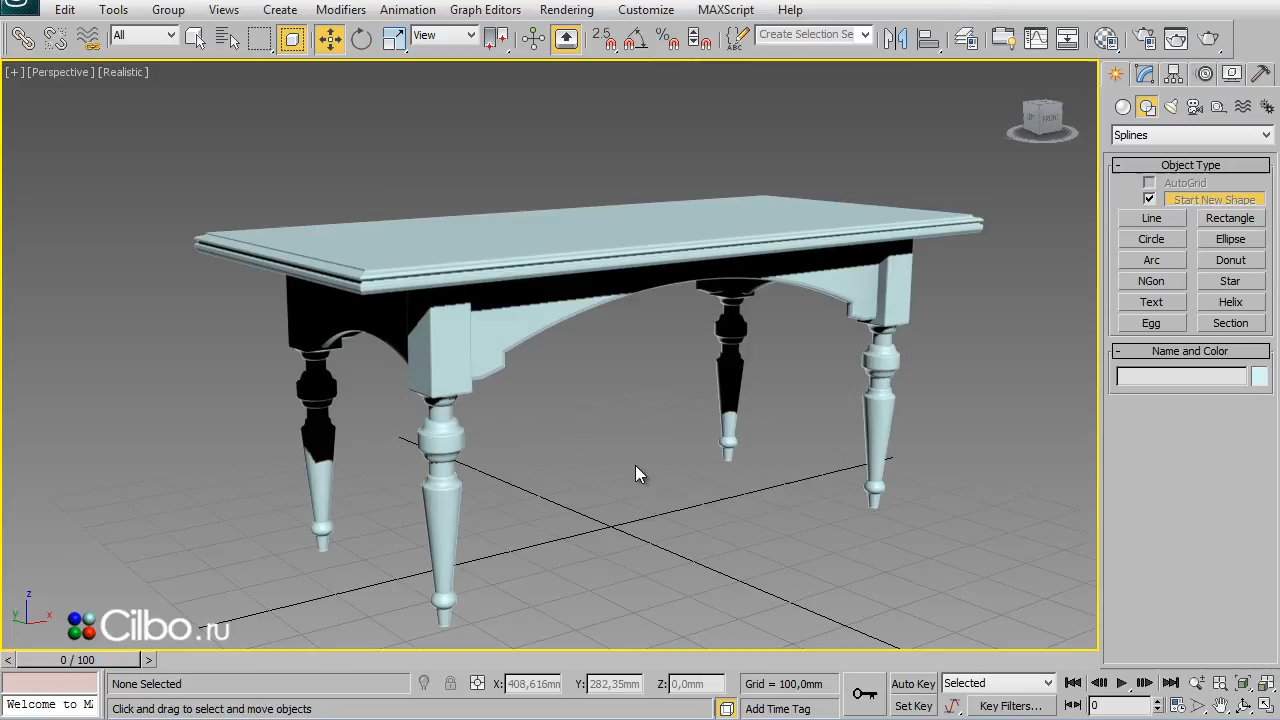 Edit Tools Group Views Create Modifiers Animation Graph Editors Rendering Customize MAXScript Help
All View 2.5 % ABC Create Selection Se
[+] [Perspective] [Realistic]
FRONT
Splines
- Object Type
AutoGrid
Start New Shape
Line Rectangle
Circle Ellipse
Arc Donut
NGon Star
Text Helix
Egg Section
- Name and Color
z
y x
Cilbo.ru
< 0 / 100 >
None Selected X: 408,616mm Y: 282,35mm Z: 0,0mm Grid = 100,0mm Auto Key Selected
Welcome to Click and drag to select and move objects Add Time Tag Set Key Key Filters... 0